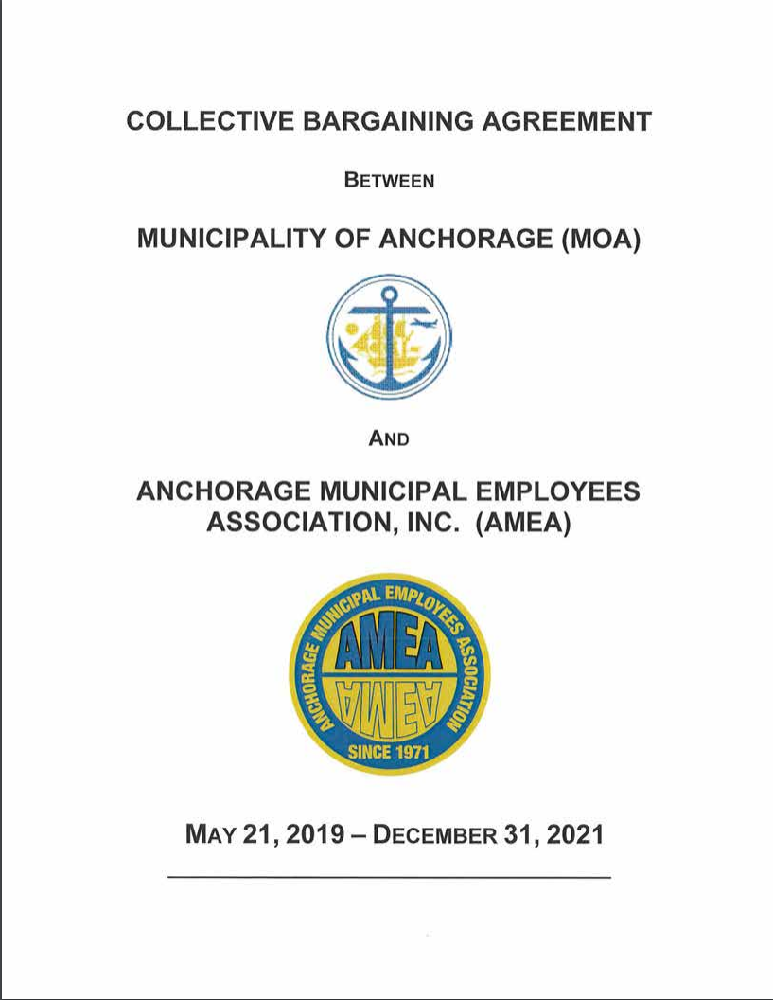 COLLECTIVE BARGAINING AGREEMENT
BETWEEN
MUNICIPALITY OF ANCHORAGE (MOA)
AND
ANCHORAGE MUNICIPAL EMPLOYEES
ASSOCIATION, INC. (AMEA)
ANCHORAGE MUNICIPAL EMPLOYEES ASSOCIATION
AMEA
AMEA
SINCE 1971
MAY 21, 2019 – DECEMBER 31, 2021